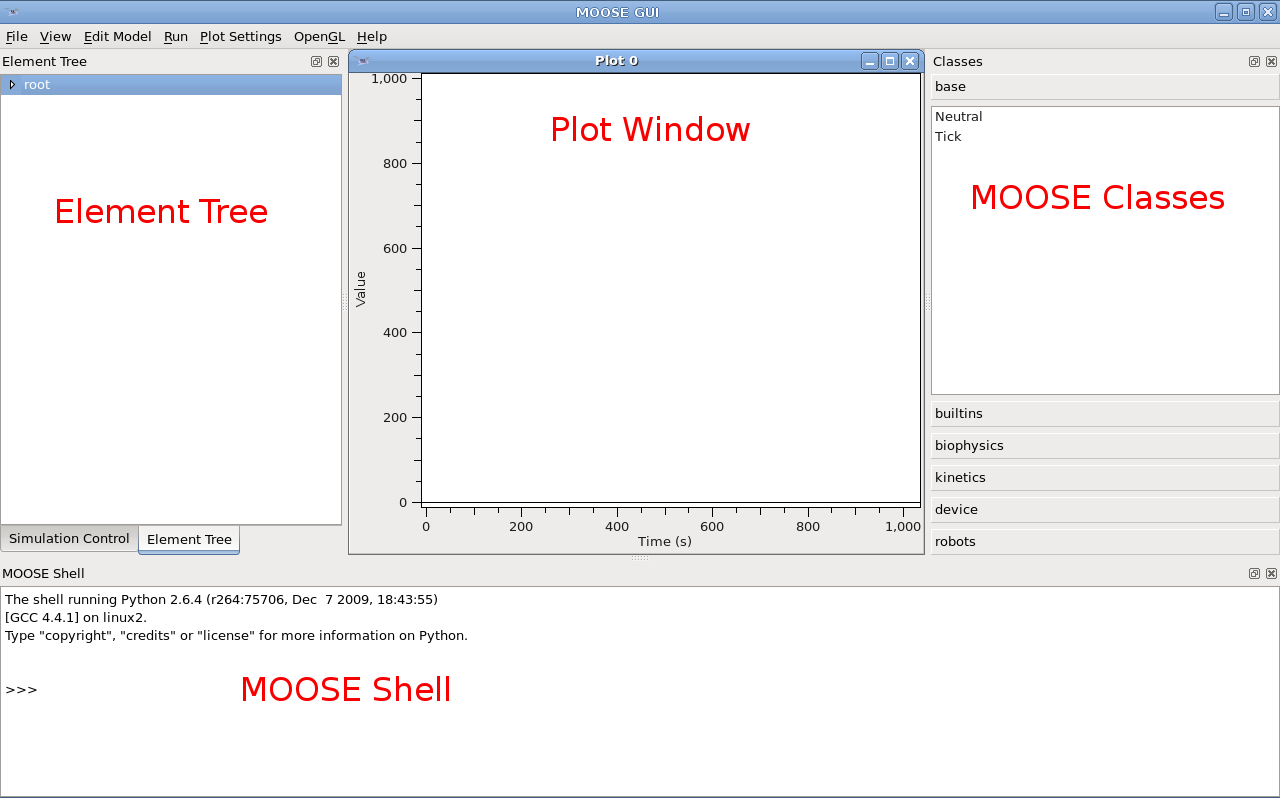 MOOSE GUI
File View Edit Model Run Plot Settings OpenGL Help
Element Tree
root
Element Tree
Simulation Control Element Tree
Plot 0
Plot Window
1,000
800
600
400
200
0
Value
0 200 400 600 800 1,000
Time (s)
Classes
base
Neutral
Tick
MOOSE Classes
builtins
biophysics
kinetics
device
robots
MOOSE Shell
The shell running Python 2.6.4 (r264:75706, Dec  7 2009, 18:43:55)
[GCC 4.4.1] on linux2.
Type "copyright", "credits" or "license" for more information on Python.
>>>
MOOSE Shell